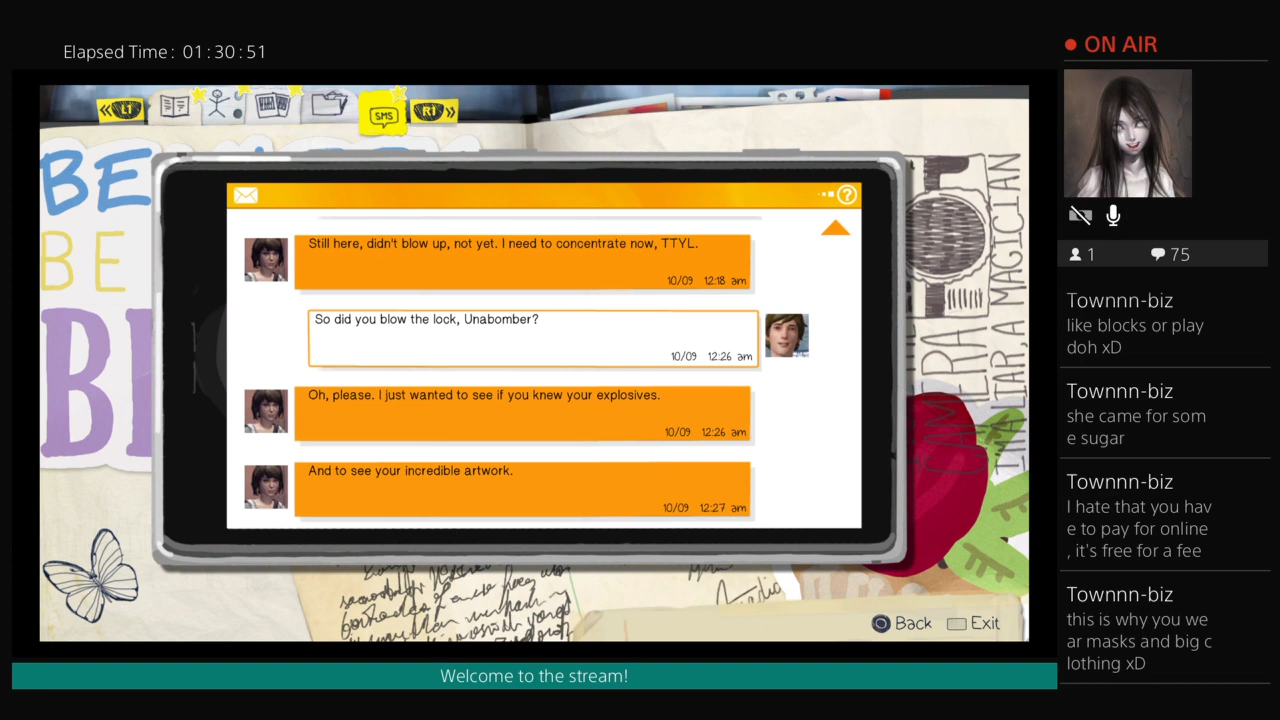 Elapsed Time: 01:30:51
ON AIR
L1
SMS
R1
BE
BE
Still here, didn't blow up, not yet. I need to concentrate now, TTYL.
10/09 12:18 am
So did you blow the lock, Unabomber?
10/09 12:26 am
Oh, please. I just wanted to see if you knew your explosives.
10/09 12:26 am
And to see your incredible artwork.
10/09 12:27 am
CAMERA
MAGICIAN
Back
Exit
Welcome to the stream!
1
75
Townnn-biz
like blocks or play
doh xD
Townnn-biz
she came for som
e sugar
Townnn-biz
I hate that you hav
e to pay for online
, it's free for a fee
Townnn-biz
this is why you we
ar masks and big c
lothing xD